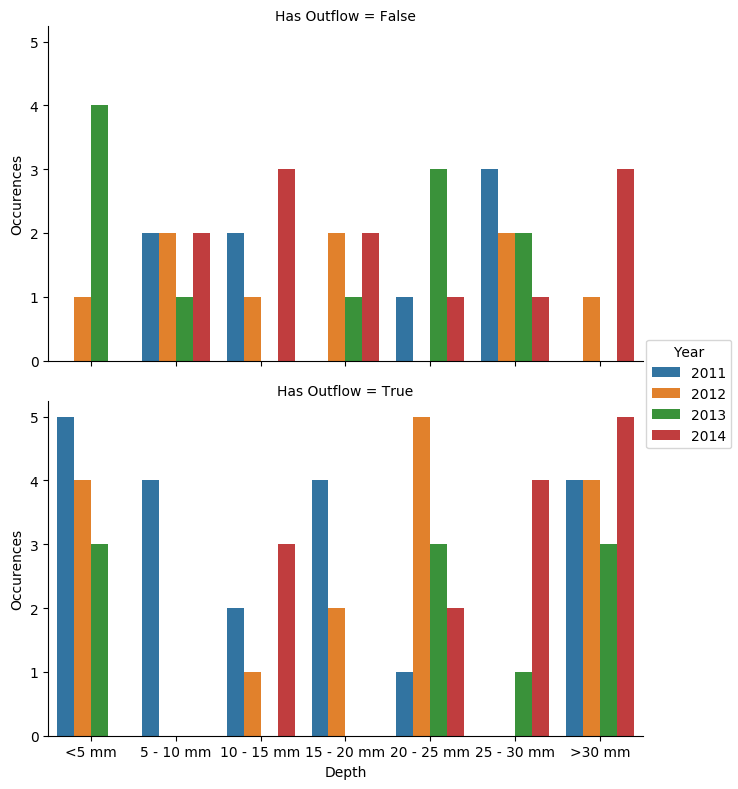 Has Outflow = False
5
4
3
2
1
0
Occurences
Year
2011
2012
2013
2014
Has Outflow = True
5
4
3
2
1
0
Occurences
<5 mm 5 - 10 mm 10 - 15 mm 15 - 20 mm 20 - 25 mm 25 - 30 mm >30 mm
Depth